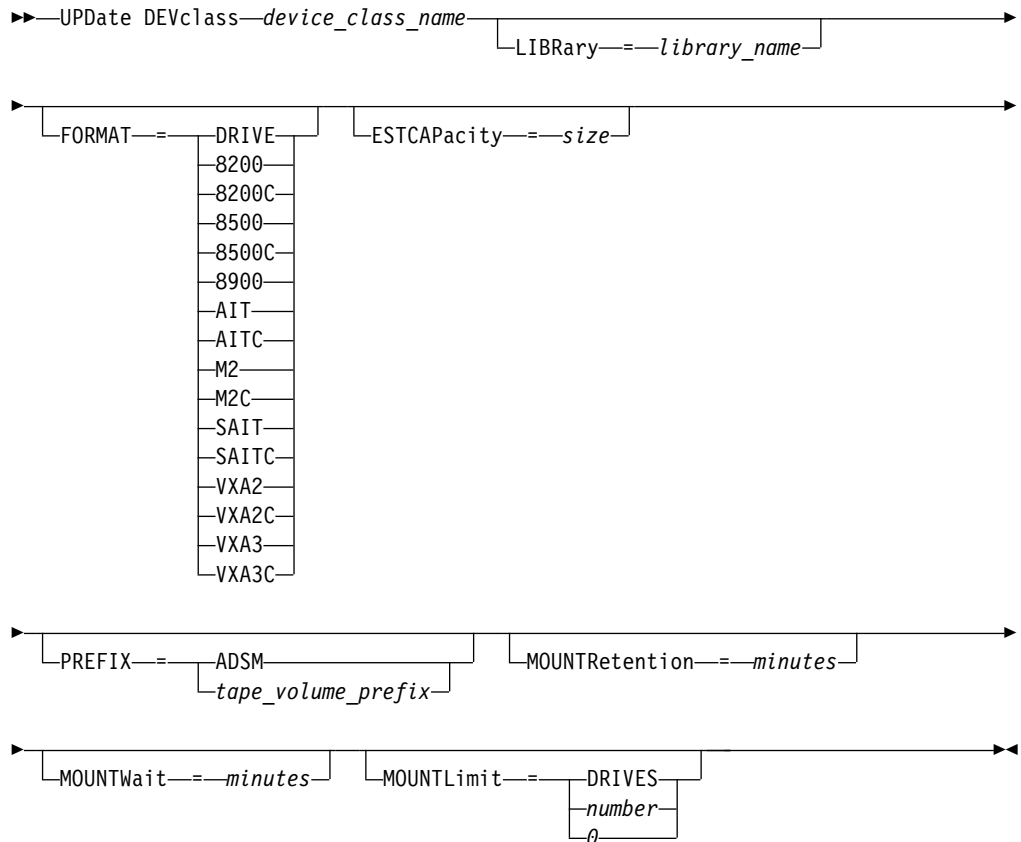 UPDate DEVclass device_class_name
LIBRary = library_name
FORMAT = DRIVE ESTCAPacity = size
8200
8200C
8500
8500C
8900
AIT
AITC
M2
M2C
SAIT
SAITC
VXA2
VXA2C
VXA3
VXA3C
PREFIX = ADSM MOUNTRetention = minutes
tape_volume_prefix
MOUNTWait = minutes MOUNTLimit = DRIVES
number
0